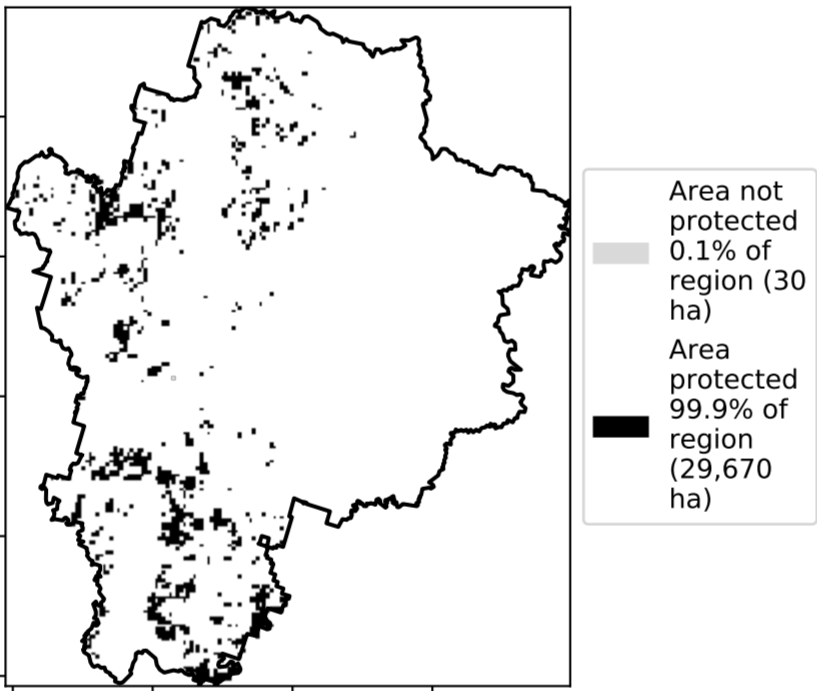 Area not
protected
0.1% of
region (30
ha)
Area
protected
99.9% of
region
(29,670
ha)